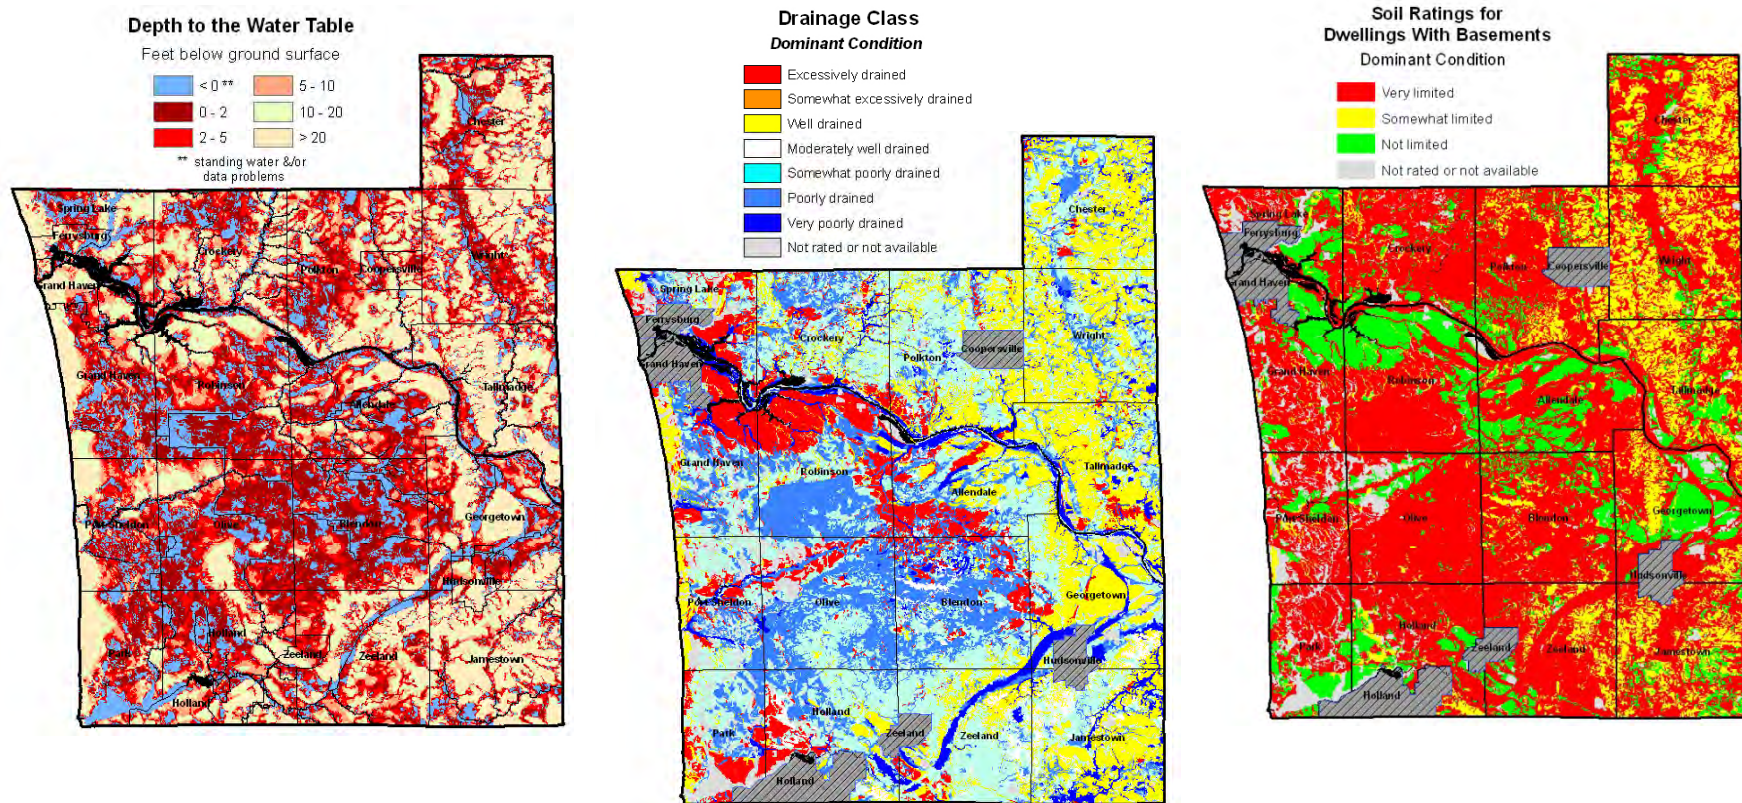 Depth to the Water Table
Feet below ground surface
< 0 **
5 - 10
0 - 2
10 - 20
2 - 5
> 20
** standing water &/or
data problems
Chester
Spring Lake
Ferrysburg
Crockery
Polkton
Coopersville
Wright
Grand Haven
Grand Haven
Robinson
Allendale
Tallmadge
Port Sheldon
Olive
Blendon
Georgetown
Hudsonville
Holland
Park
Zeeland
Zeeland
Jamestown
Holland
Drainage Class
Dominant Condition
Excessively drained
Somewhat excessively drained
Well drained
Moderately well drained
Somewhat poorly drained
Poorly drained
Very poorly drained
Not rated or not available
Chester
Spring Lake
Ferrysburg
Crockery
Polkton
Coopersville
Wright
Grand Haven
Grand Haven
Robinson
Allendale
Tallmadge
Port Sheldon
Olive
Blendon
Georgetown
Hudsonville
Holland
Park
Zeeland
Zeeland
Jamestown
Holland
Soil Ratings for
Dwellings With Basements
Dominant Condition
Very limited
Somewhat limited
Not limited
Not rated or not available
Chester
Spring Lake
Ferrysburg
Crockery
Polkton
Coopersville
Wright
Grand Haven
Grand Haven
Robinson
Allendale
Tallmadge
Port Sheldon
Olive
Blendon
Georgetown
Hudsonville
Holland
Park
Zeeland
Zeeland
Jamestown
Holland